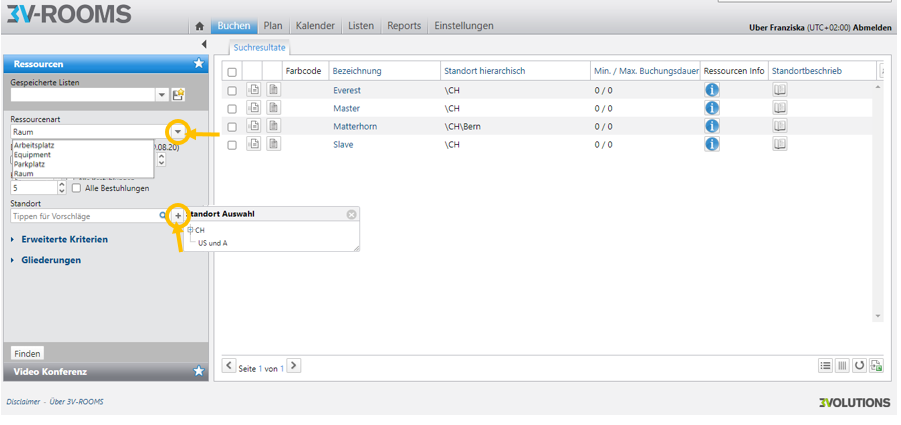 3V-ROOMS
Buchen Plan Kalender Listen Reports Einstellungen
Uber Franziska (UTC+02:00) Abmelden
Suchresultate
Ressourcen
Gespeicherte Listen
Ressourcenart
Raum
Arbeitsplatz
Equipment
Parkplatz
Raum
.08.20)
5 Alle Bestuhlungen
Standort
Tippen für Vorschläge
Standort Auswahl
CH
US und A
Erweiterte Kriterien
Gliederungen
Finden
Video Konferenz
Farbcode Bezeichnung Standort hierarchisch Min. / Max. Buchungsdauer Ressourcen Info Standortbeschrieb
Everest \CH 0 / 0
Master \CH 0 / 0
Matterhorn \CH\Bern 0 / 0
Slave \CH 0 / 0
Seite 1 von 1
Disclaimer - Über 3V-ROOMS
3VOLUTIONS